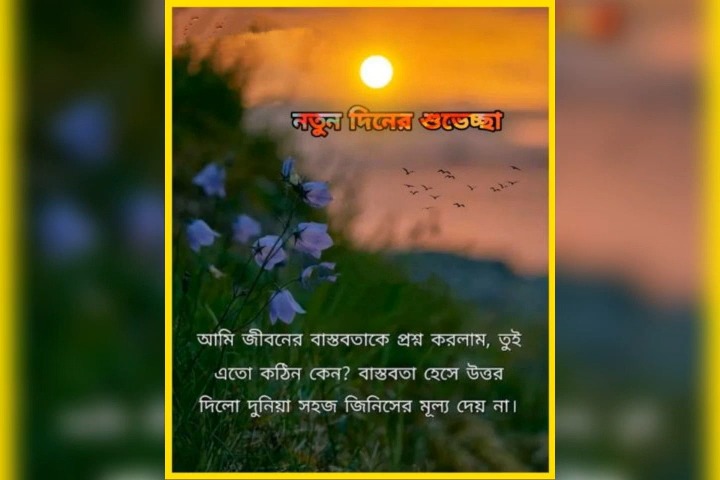 নতুন দিনের শুভেচ্ছা
আমি জীবনের বাস্তবতাকে প্রশ্ন করলাম, তুই
এতো কঠিন কেন? বাস্তবতা হেসে উত্তর
দিলো দুনিয়া সহজ জিনিসের মূল্য দেয় না।